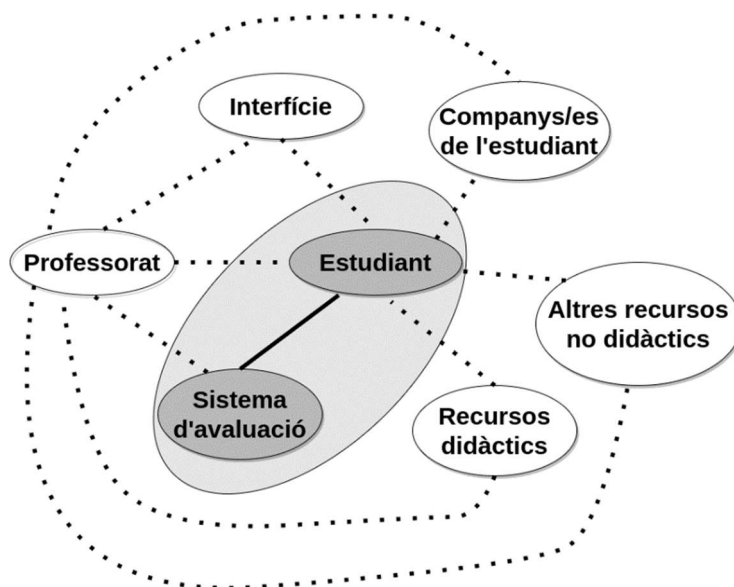 Interfície
Companys/es
de l'estudiant
Professorat
Estudiant
Altres recursos
no didàctics
Sistema
d'avaluació
Recursos
didàctics